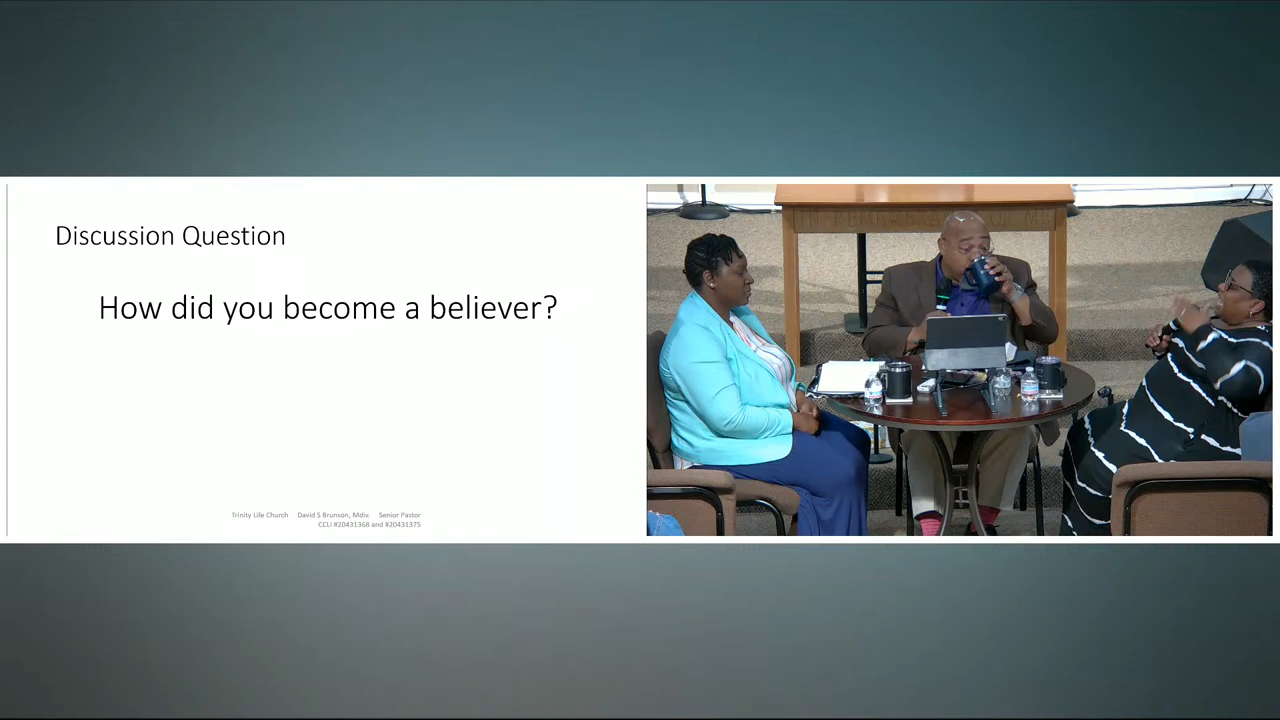 Discussion Question
How did you become a believer?
Trinity Life Church David S Brunson, Mdiv. Senior Pastor
CCLI #20431368 and #20431375